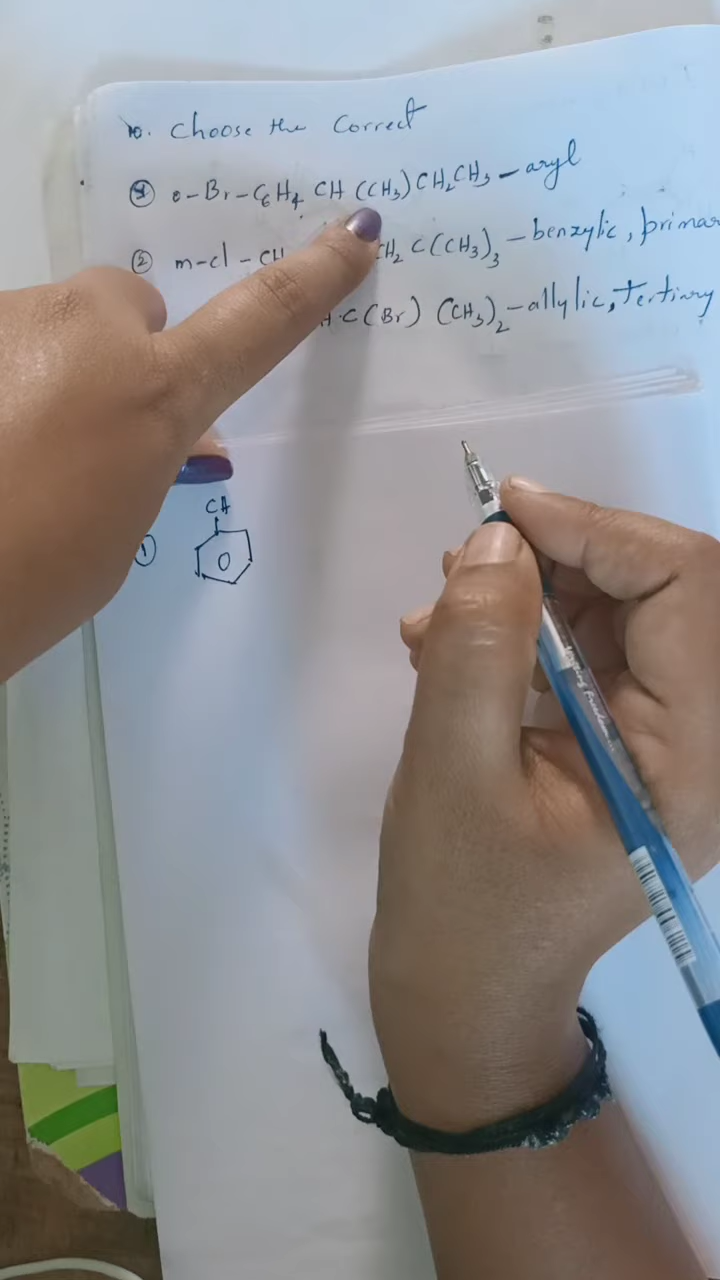 10. Choose the Correct
① o-Br-C₆H₄ CH (CH₃) CH₂CH₃ - aryl
② m-cl - CH₂ C(CH₃)₃ - benzylic, primar
C(Br) (CH₃)₂ - allylic, tertiary
CH
①